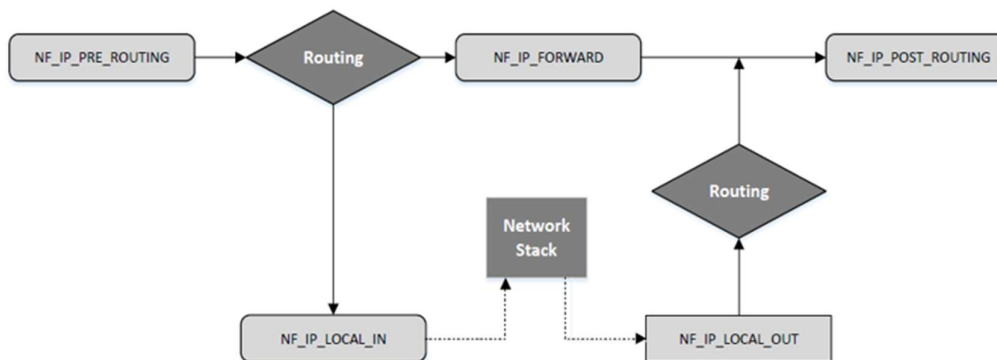 NF_IP_PRE_ROUTING
Routing
NF_IP_FORWARD
NF_IP_POST_ROUTING
Routing
Network
Stack
NF_IP_LOCAL_IN
NF_IP_LOCAL_OUT